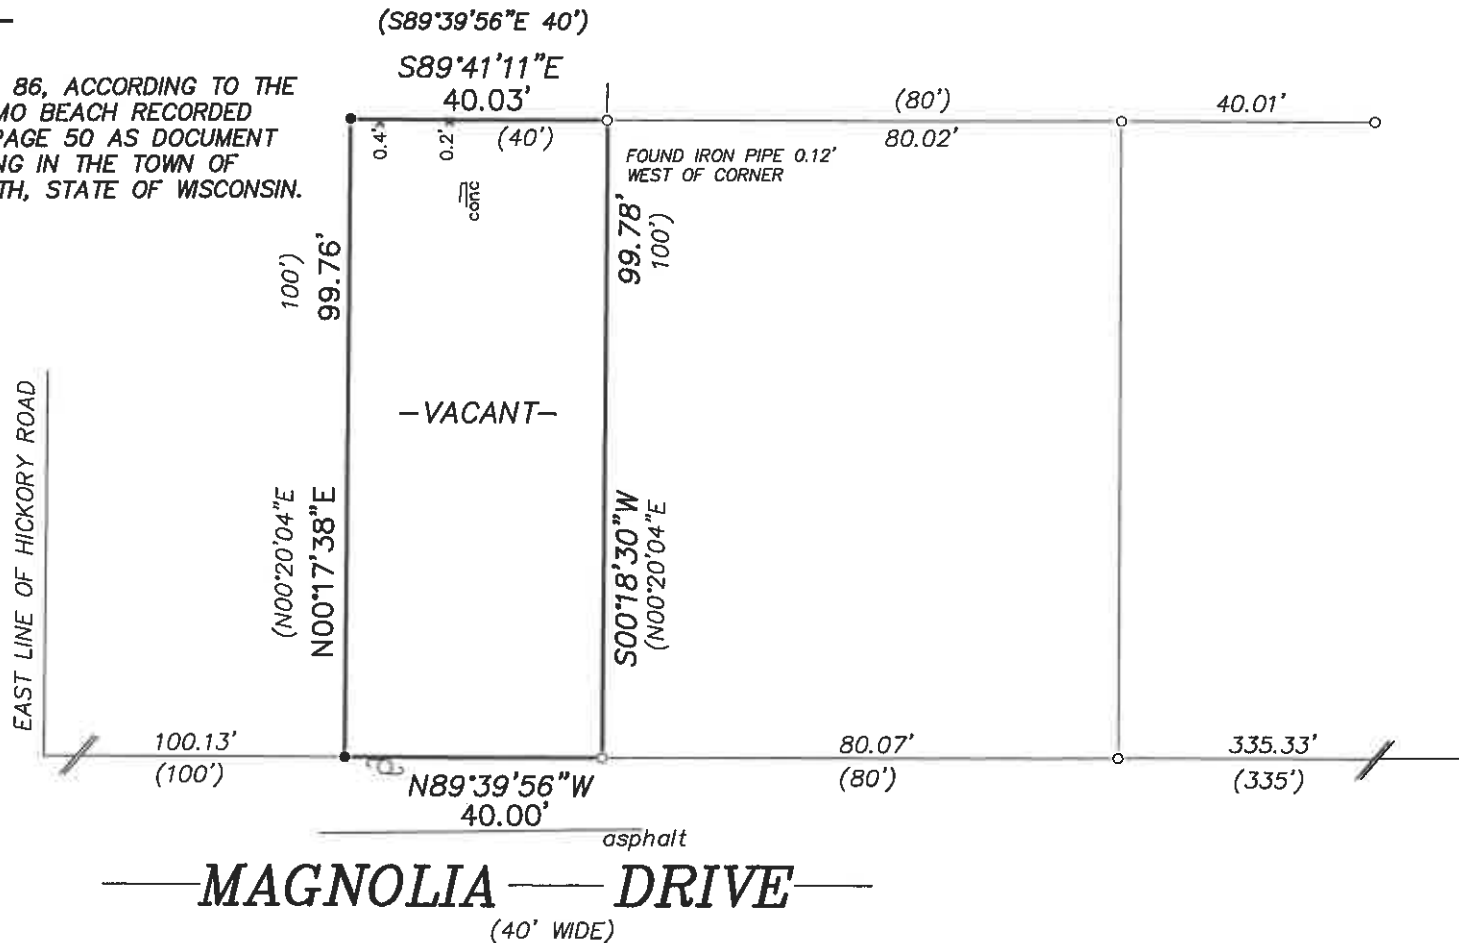 (S89°39'56"E 40')
S89°41'11"E
40.03'
(40')
86, ACCORDING TO THE
MO BEACH RECORDED
PAGE 50 AS DOCUMENT
NG IN THE TOWN OF
TH, STATE OF WISCONSIN.
(80')
80.02'
40.01'
0.4'
0.2'
conc
FOUND IRON PIPE 0.12'
WEST OF CORNER
100')
99.76'
99.78'
100')
-VACANT-
EAST LINE OF HICKORY ROAD
(N00°20'04"E
N00°17'38"E
S00°18'30"W
(N00°20'04"E
100.13'
(100')
N89°39'56"W
40.00'
80.07'
(80')
335.33'
(335')
asphalt
MAGNOLIA DRIVE
(40' WIDE)